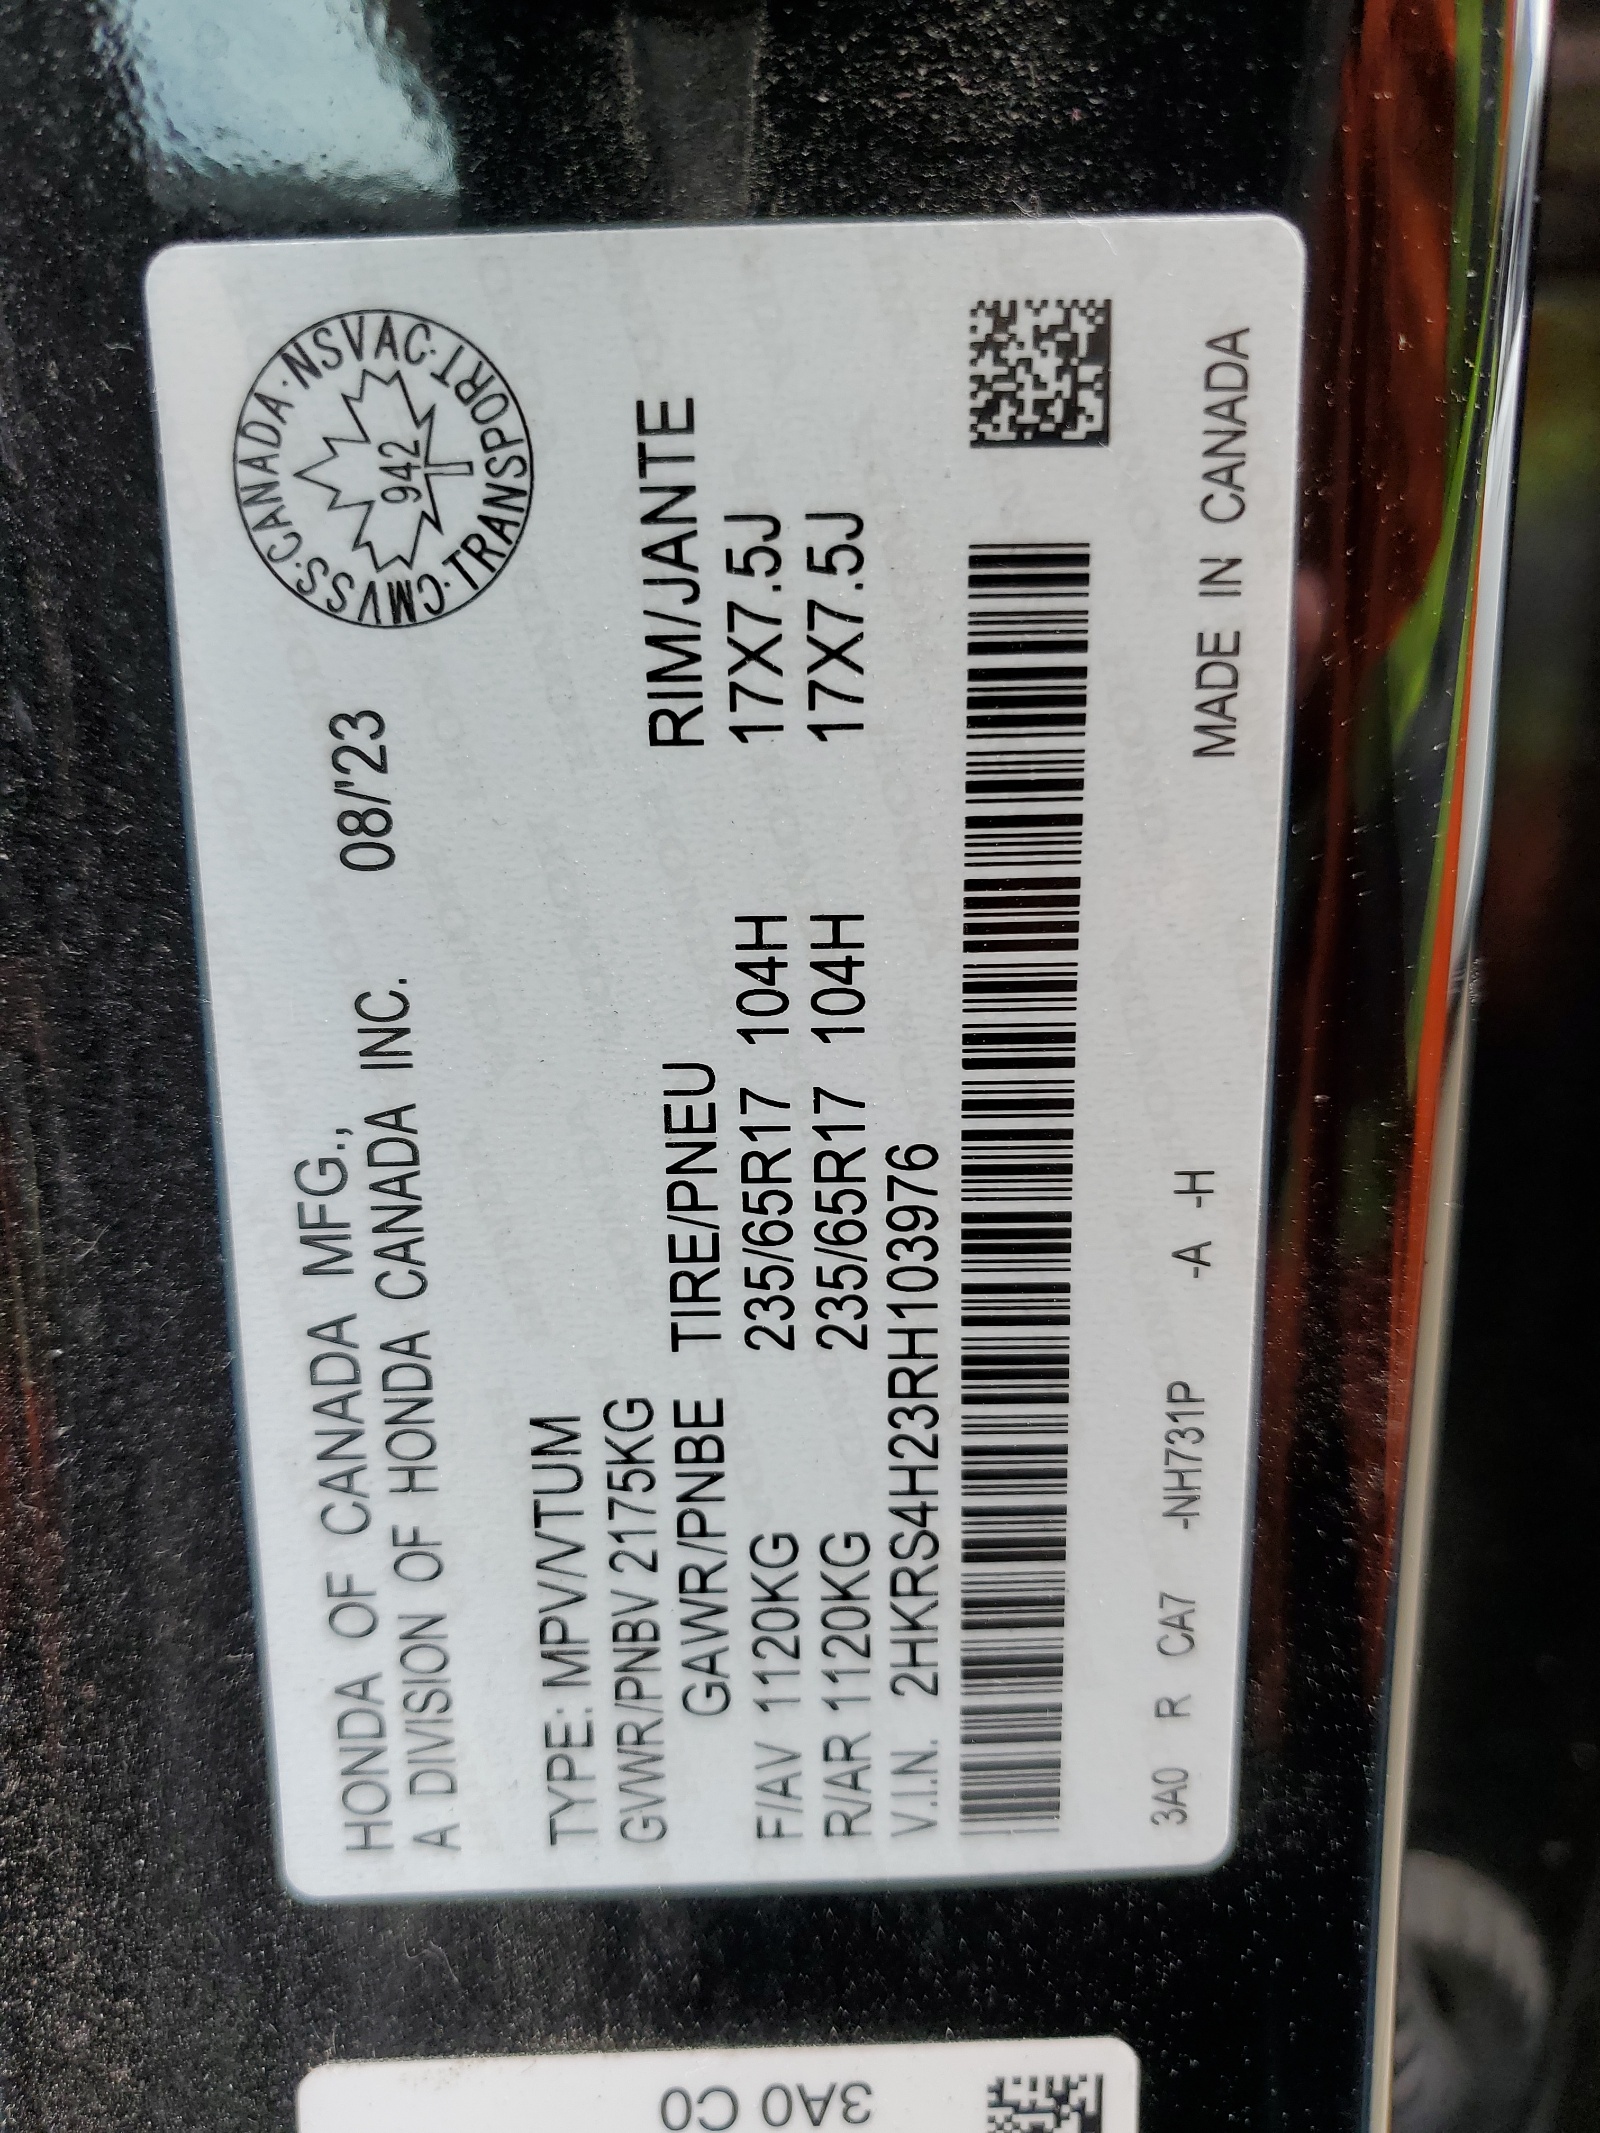 HONDA OF CANADA MFG.,
A DIVISION OF HONDA CANADA INC.
08/'23
CMVSS·CANADA·NSVAC·TRANSPORT·
942
TYPE: MPV/VTUM
GVWR/PNBV 2175KG
GAWR/PNBE TIRE/PNEU RIM/JANTE
F/AV 1120KG 235/65R17 104H 17X7.5J
R/AR 1120KG 235/65R17 104H 17X7.5J
V.I.N. 2HKRS4H23RH103976
3A0 R CA7 -NH731P -A -H MADE IN CANADA
3A0 C0